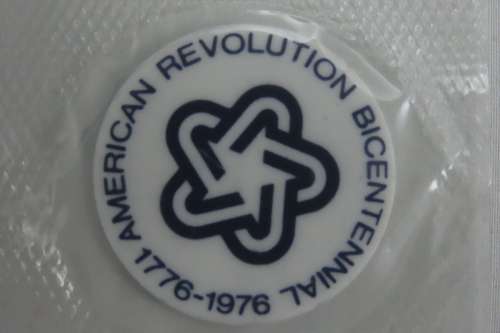 AMERICAN REVOLUTION BICENTENNIAL
1776-1976